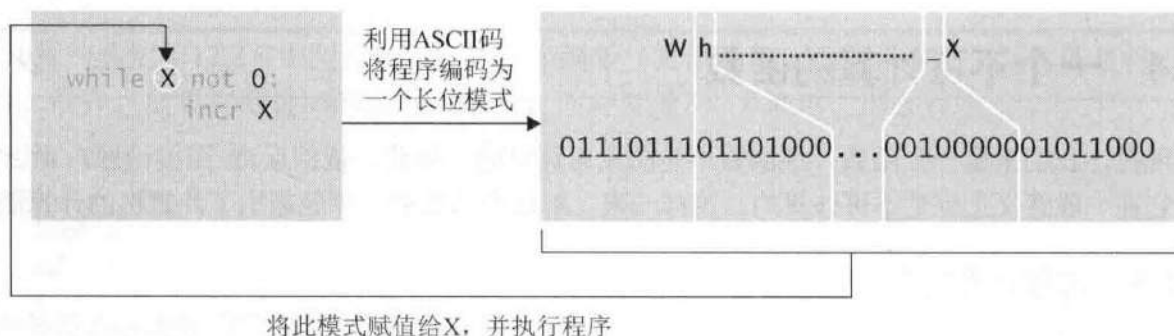 while X not 0:
incr X
利用ASCII码
将程序编码为
一个长位模式
W h _ X
0111011101101000...0010000001011000
将此模式赋值给X，并执行程序